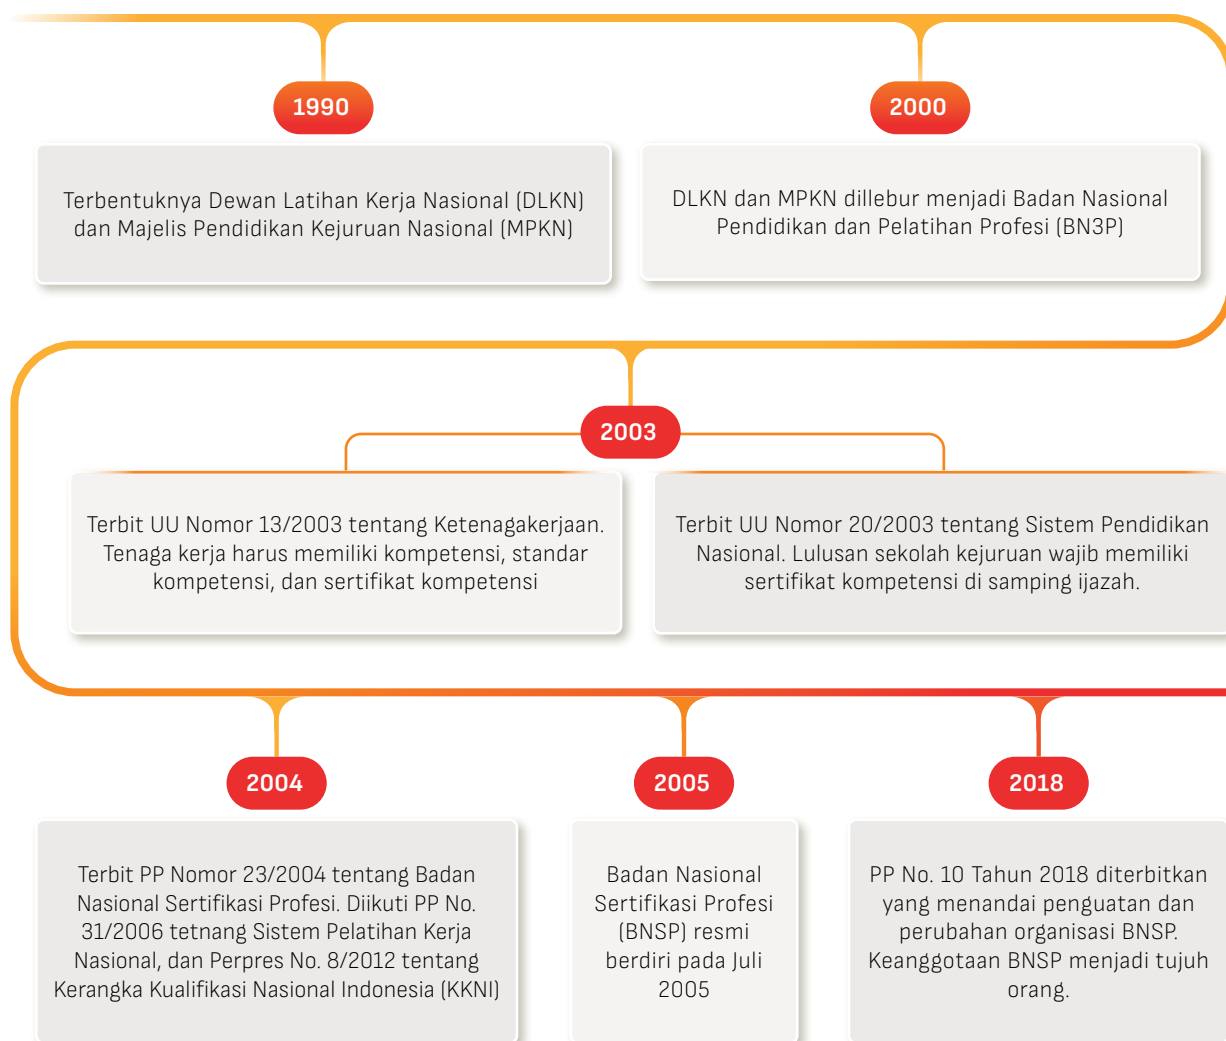 1990
Terbentuknya Dewan Latihan Kerja Nasional (DLKN)
dan Majelis Pendidikan Kejuruan Nasional (MPKN)
2000
DLKN dan MPKN dillebur menjadi Badan Nasional
Pendidikan dan Pelatihan Profesi (BN3P)
2003
Terbit UU Nomor 13/2003 tentang Ketenagakerjaan.
Tenaga kerja harus memiliki kompetensi, standar
kompetensi, dan sertifikat kompetensi
Terbit UU Nomor 20/2003 tentang Sistem Pendidikan
Nasional. Lulusan sekolah kejuruan wajib memiliki
sertifikat kompetensi di samping ijazah.
2004
Terbit PP Nomor 23/2004 tentang Badan
Nasional Sertifikasi Profesi. Diikuti PP No.
31/2006 tetnang Sistem Pelatihan Kerja
Nasional, dan Perpres No. 8/2012 tentang
Kerangka Kualifikasi Nasional Indonesia (KKNI)
2005
Badan Nasional
Sertifikasi Profesi
(BNSP) resmi
berdiri pada Juli
2005
2018
PP No. 10 Tahun 2018 diterbitkan
yang menandai penguatan dan
perubahan organisasi BNSP.
Keanggotaan BNSP menjadi tujuh
orang.